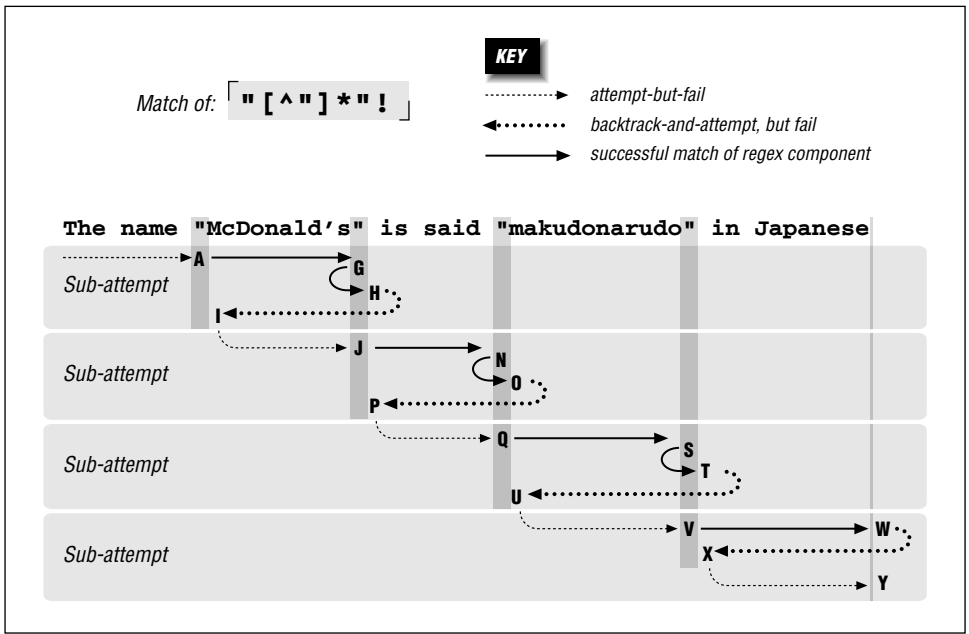 KEY
Match of: "[^"]*"!
attempt-but-fail
backtrack-and-attempt, but fail
successful match of regex component
The name "McDonald's" is said "makudonarudo" in Japanese
A
G
Sub-attempt
H
I
J
N
Sub-attempt
O
P
Q
S
Sub-attempt
T
U
V W
X
Sub-attempt
Y